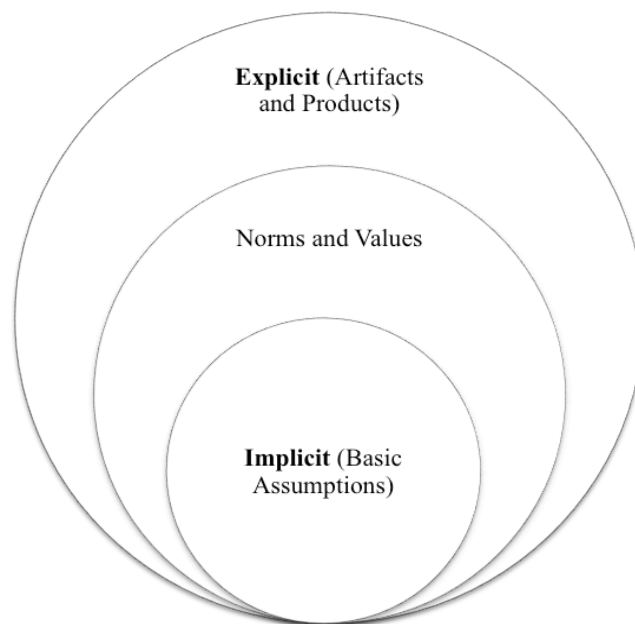 Explicit (Artifacts
and Products)
Norms and Values
Implicit (Basic
Assumptions)